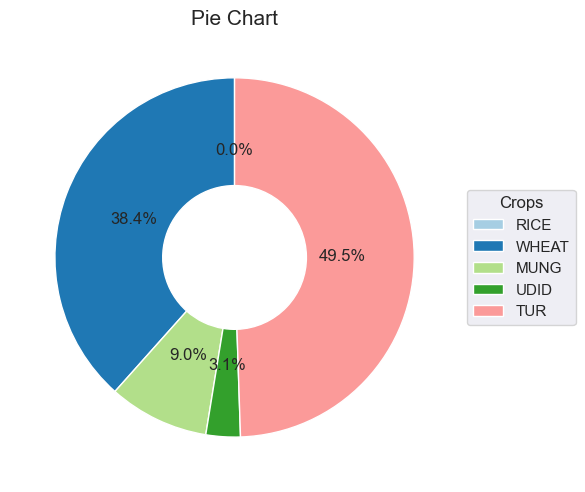 Pie Chart
0.0%
38.4%
49.5%
9.0%
3.1%
Crops
RICE
WHEAT
MUNG
UDID
TUR